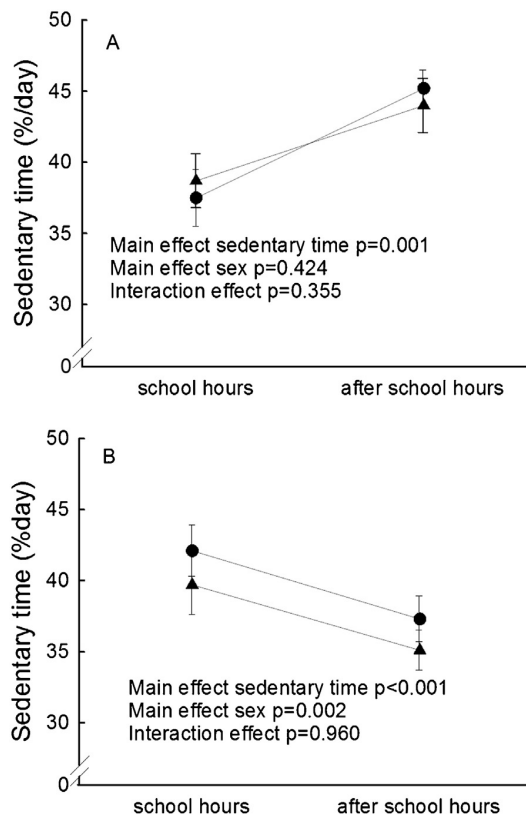 50
A
45
40
35
30
0
Sedentary time (%/day)
Main effect sedentary time p=0.001
Main effect sex p=0.424
Interaction effect p=0.355
school hours
after school hours
50
B
45
40
35
30
0
Sedentary time (%day)
Main effect sedentary time p<0.001
Main effect sex p=0.002
Interaction effect p=0.960
school hours
after school hours